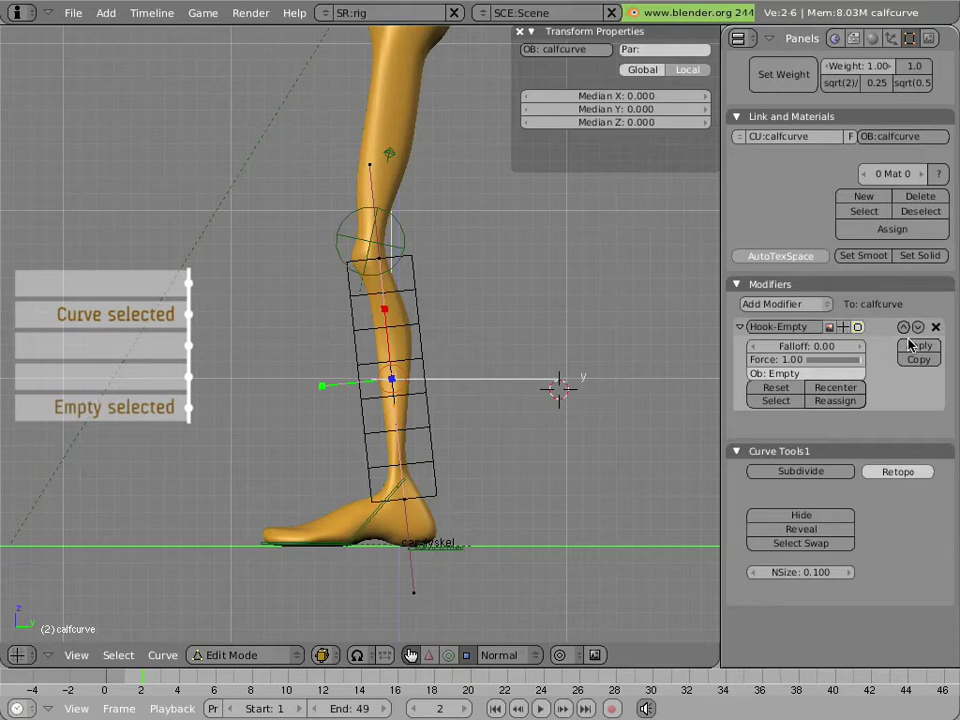 File Add Timeline Game Render Help SR:rig SCE:Scene www.blender.org 244 Ve:2-6 | Mem:8.03M calfcurve
Transform Properties
OB: calfcurve Par:
Global Local
Median X: 0.000
Median Y: 0.000
Median Z: 0.000
Curve selected
Empty selected
y
candyskel
z
y
(2) calfcurve
Panels
Set Weight Weight: 1.00 1.0
sqrt(2)/ 0.25 sqrt(0.5
Link and Materials
CU:calfcurve F OB:calfcurve
0 Mat 0 ?
New Delete
Select Deselect
Assign
AutoTexSpace Set Smoot Set Solid
Modifiers
Add Modifier To: calfcurve
Hook-Empty
Falloff: 0.00
Force: 1.00 Copy
Ob: Empty
Reset Recenter
Select Reassign
Curve Tools1
Subdivide Retopo
Hide
Reveal
Select Swap
NSize: 0.100
View Select Curve Edit Mode Normal
-4 -2 0 2 4 6 8 10 12 14 16 18 20 22 24 26 28 30 32 34 36 38 40 42 44 46
View Frame Playback Pr Start: 1 End: 49 2